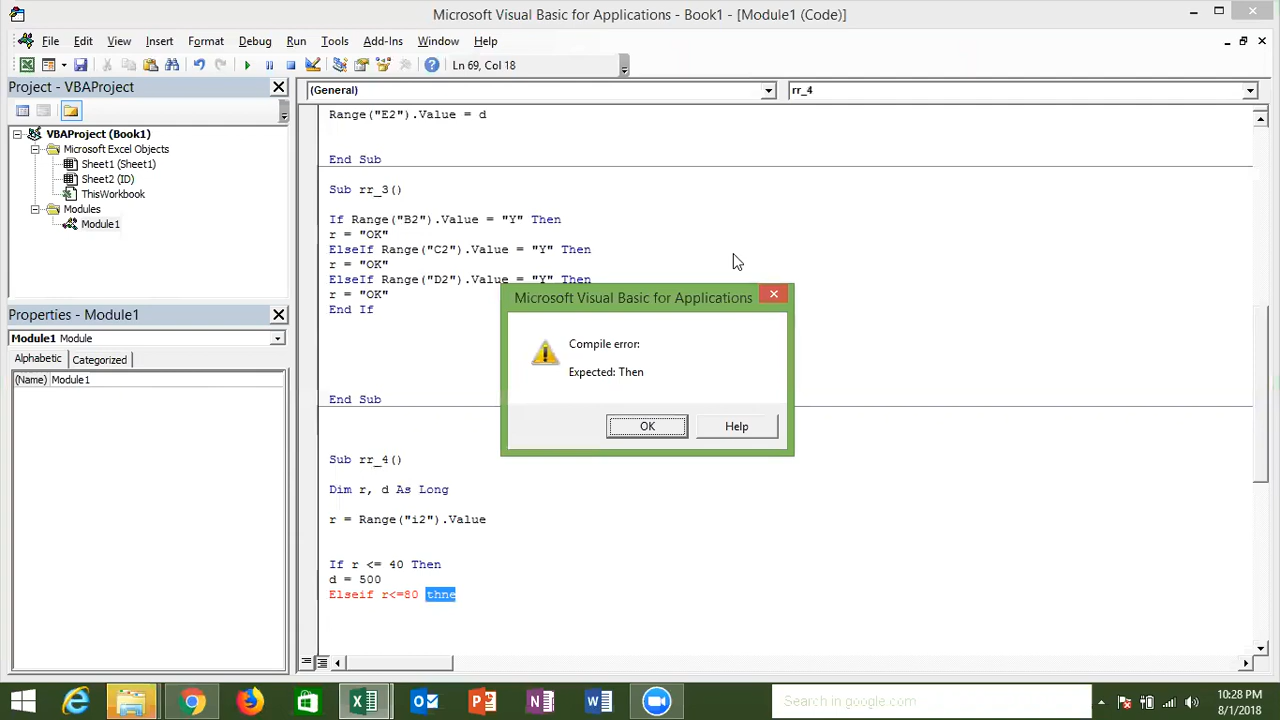 Microsoft Visual Basic for Applications - Book1 - [Module1 (Code)]
File Edit View Insert Format Debug Run Tools Add-Ins Window Help
Ln 69, Col 18
Project - VBAProject
(General)
rr_4
VBAProject (Book1)
Microsoft Excel Objects
Sheet1 (Sheet1)
Sheet2 (ID)
ThisWorkbook
Modules
Module1
Properties - Module1
Module1 Module
Alphabetic Categorized
(Name) Module1
Range("E2").Value = d
End Sub
Sub rr_3()
If Range("B2").Value = "Y" Then
r = "OK"
ElseIf Range("C2").Value = "Y" Then
r = "OK"
ElseIf Range("D2").Value = "Y" Then
r = "OK"
End If
End Sub
Sub rr_4()
Dim r, d As Long
r = Range("i2").Value
If r <= 40 Then
d = 500
Elseif r<=80 thne
Microsoft Visual Basic for Applications
Compile error:
Expected: Then
OK
Help
Search in google.com
10:28 PM
8/1/2018